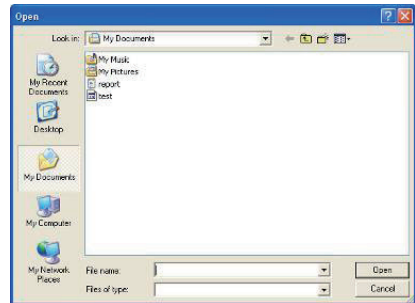 Open
Look in:
My Documents
My Music
My Pictures
report
test
My Recent
Documents
Desktop
My Documents
My Computer
My Network
Places
File name:
Files of type:
Open
Cancel